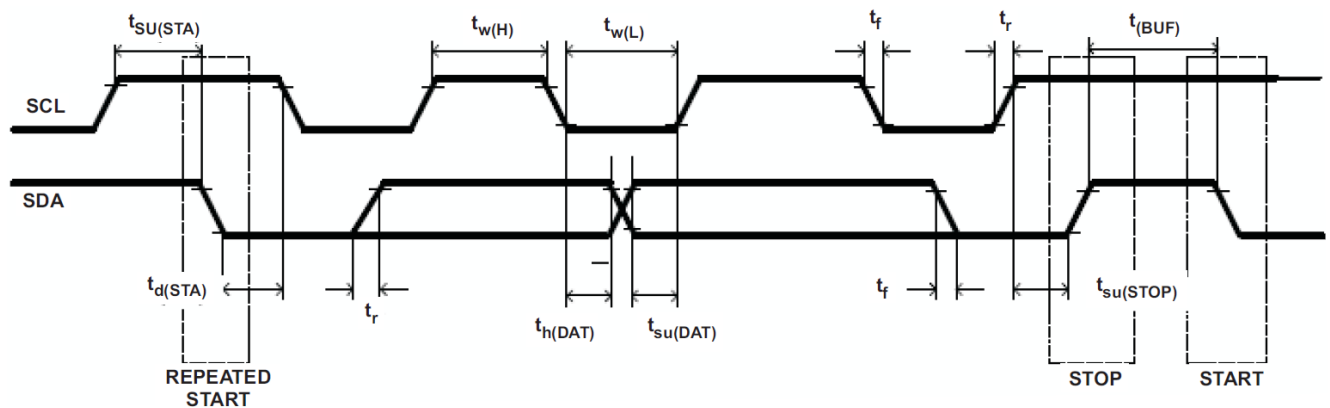 tSU(STA)
tw(H)
tw(L)
tf
tr
t(BUF)
SCL
SDA
td(STA)
tr
th(DAT)
tsu(DAT)
tf
tsu(STOP)
REPEATED
START
STOP
START